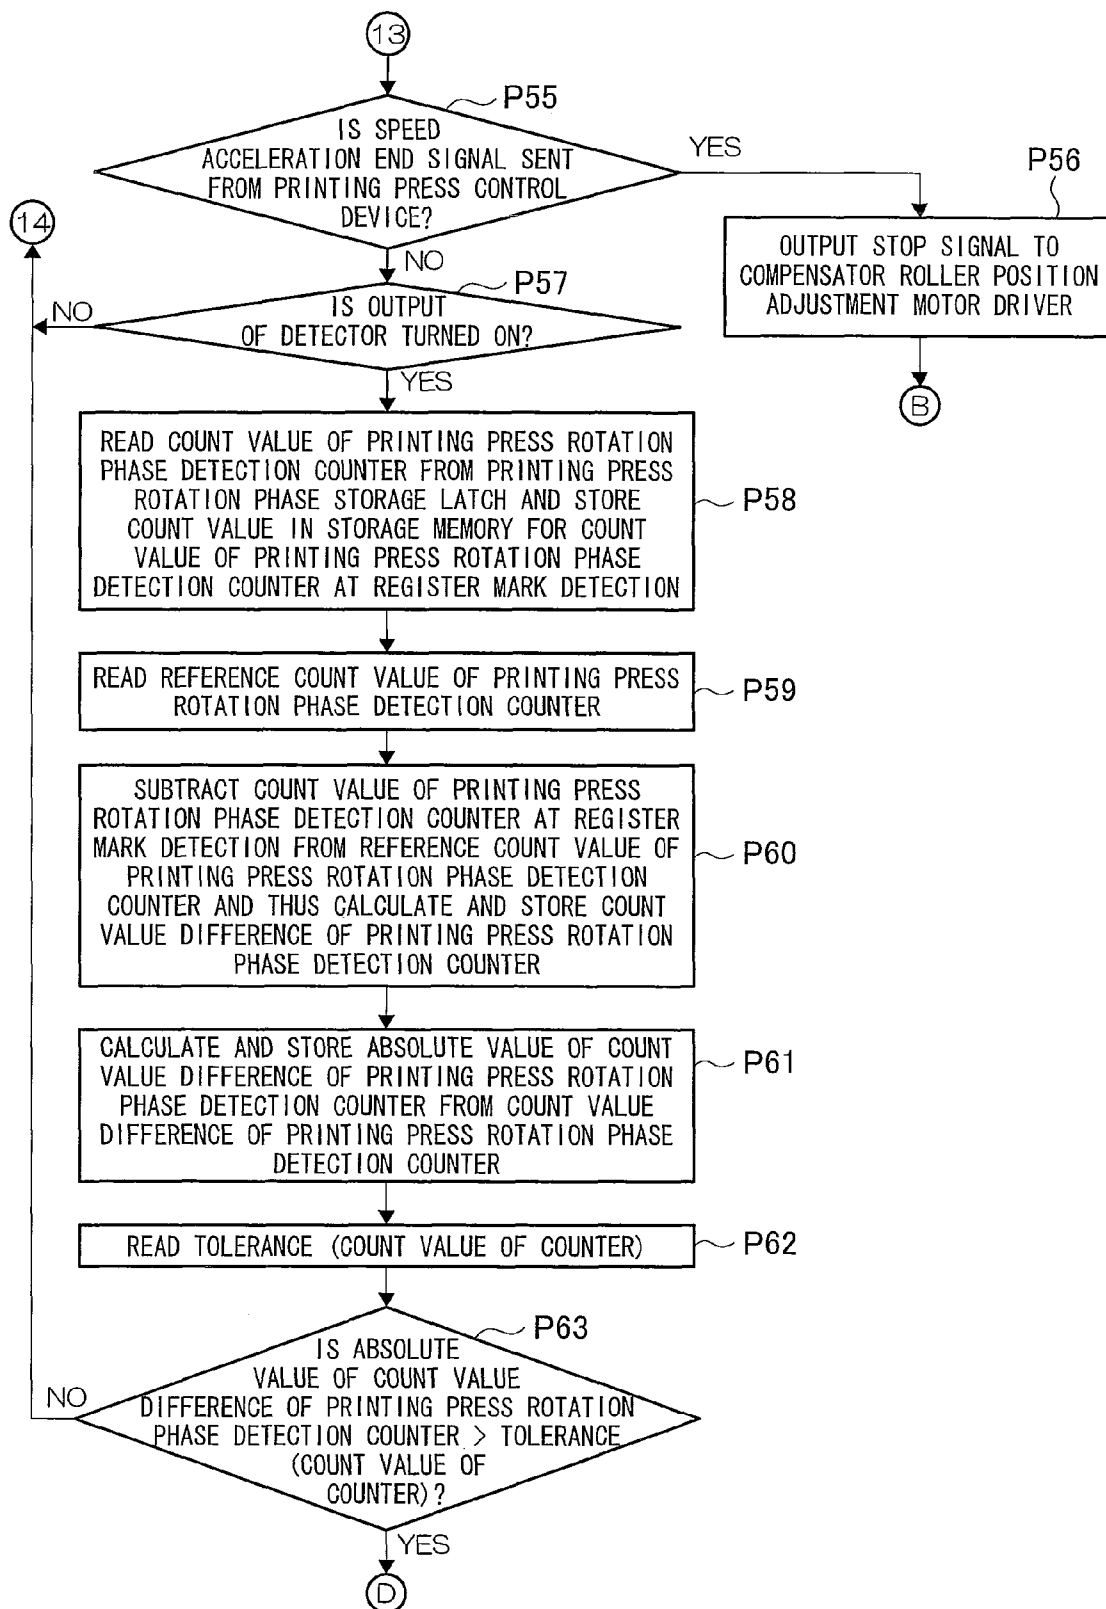 13
P55
IS SPEED
ACCELERATION END SIGNAL SENT
FROM PRINTING PRESS CONTROL
DEVICE?
YES
P56
OUTPUT STOP SIGNAL TO
COMPENSATOR ROLLER POSITION
ADJUSTMENT MOTOR DRIVER
B
14
NO
P57
IS OUTPUT
OF DETECTOR TURNED ON?
NO
YES
READ COUNT VALUE OF PRINTING PRESS ROTATION
PHASE DETECTION COUNTER FROM PRINTING PRESS
ROTATION PHASE STORAGE LATCH AND STORE
COUNT VALUE IN STORAGE MEMORY FOR COUNT
VALUE OF PRINTING PRESS ROTATION PHASE
DETECTION COUNTER AT REGISTER MARK DETECTION
P58
READ REFERENCE COUNT VALUE OF PRINTING PRESS
ROTATION PHASE DETECTION COUNTER
P59
SUBTRACT COUNT VALUE OF PRINTING PRESS
ROTATION PHASE DETECTION COUNTER AT REGISTER
MARK DETECTION FROM REFERENCE COUNT VALUE OF
PRINTING PRESS ROTATION PHASE DETECTION
COUNTER AND THUS CALCULATE AND STORE COUNT
VALUE DIFFERENCE OF PRINTING PRESS ROTATION
PHASE DETECTION COUNTER
P60
CALCULATE AND STORE ABSOLUTE VALUE OF COUNT
VALUE DIFFERENCE OF PRINTING PRESS ROTATION
PHASE DETECTION COUNTER FROM COUNT VALUE
DIFFERENCE OF PRINTING PRESS ROTATION PHASE
DETECTION COUNTER
P61
READ TOLERANCE (COUNT VALUE OF COUNTER)
P62
P63
IS ABSOLUTE
VALUE OF COUNT VALUE
DIFFERENCE OF PRINTING PRESS ROTATION
PHASE DETECTION COUNTER > TOLERANCE
(COUNT VALUE OF
COUNTER)?
NO
YES
D